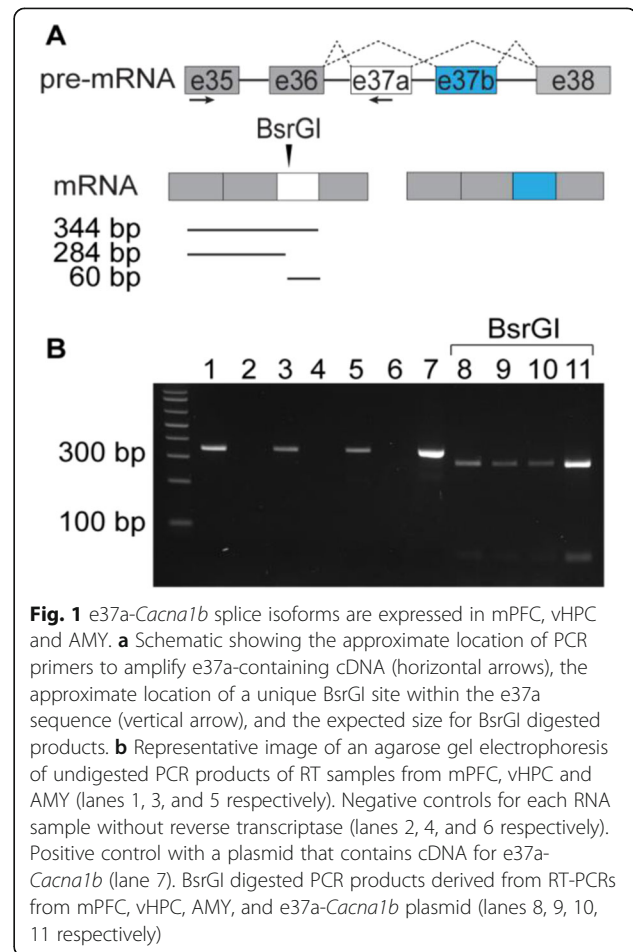 A
pre-mRNA e35 e36 e37a e37b e38
BsrGI
mRNA
344 bp
284 bp
60 bp
B
BsrGI
1 2 3 4 5 6 7 8 9 10 11
300 bp
100 bp
Fig. 1 e37a-Cacna1b splice isoforms are expressed in mPFC, vHPC
and AMY. a Schematic showing the approximate location of PCR
primers to amplify e37a-containing cDNA (horizontal arrows), the
approximate location of a unique BsrGI site within the e37a
sequence (vertical arrow), and the expected size for BsrGI digested
products. b Representative image of an agarose gel electrophoresis
of undigested PCR products of RT samples from mPFC, vHPC and
AMY (lanes 1, 3, and 5 respectively). Negative controls for each RNA
sample without reverse transcriptase (lanes 2, 4, and 6 respectively).
Positive control with a plasmid that contains cDNA for e37a-
Cacna1b (lane 7). BsrGI digested PCR products derived from RT-PCRs
from mPFC, vHPC, AMY, and e37a-Cacna1b plasmid (lanes 8, 9, 10,
11 respectively)